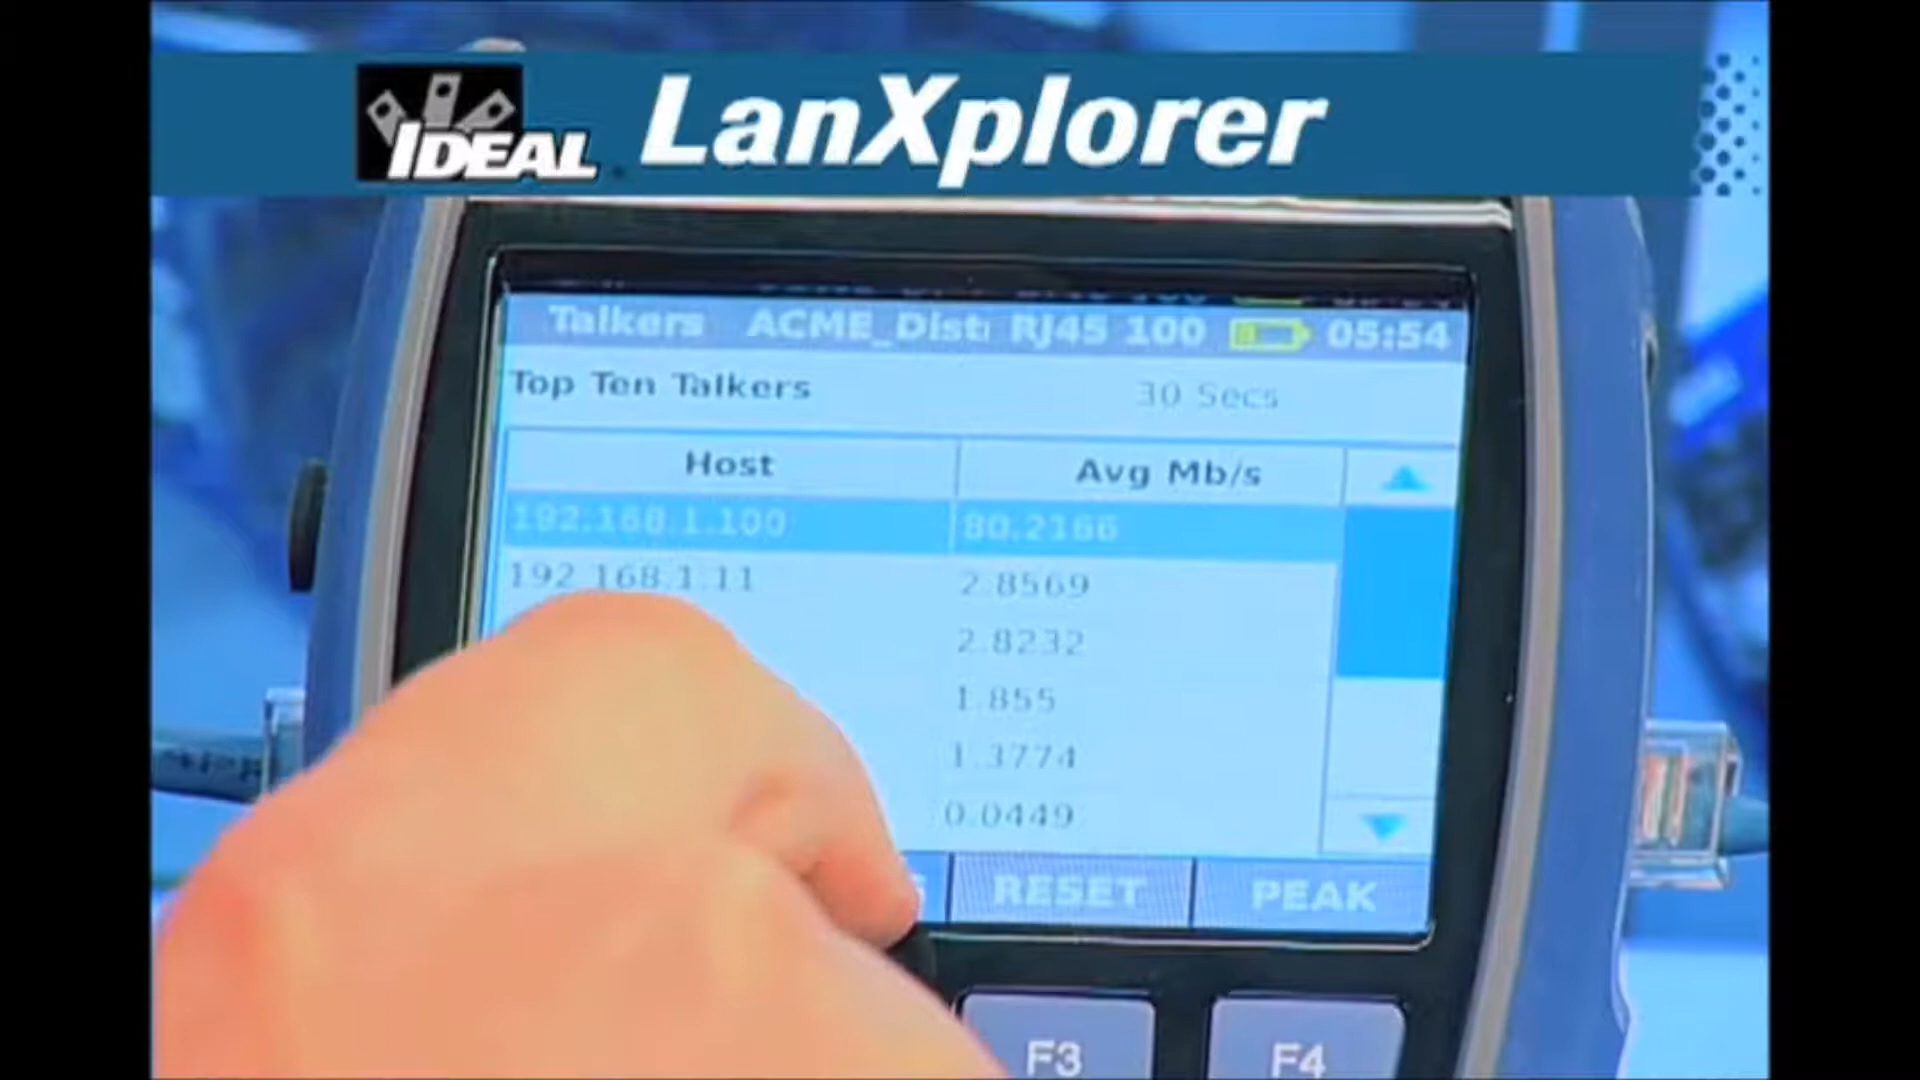 IDEAL LanXplorer
Talkers ACME_Dist RJ45 100 05:54
Top Ten Talkers 30 Secs
Host Avg Mb/s
192.168.1.100 80.2166
192.168.1.11 2.8569
2.8232
1.855
1.3774
0.0449
RESET PEAK
F3 F4